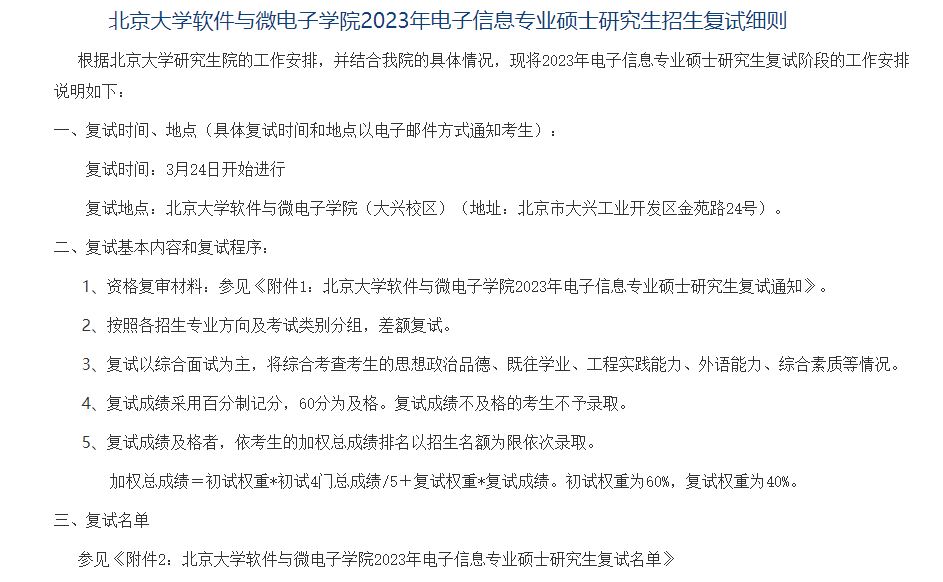 北京大学软件与微电子学院2023年电子信息专业硕士研究生招生复试细则
根据北京大学研究生院的工作安排，并结合我院的具体情况，现将2023年电子信息专业硕士研究生复试阶段的工作安排
说明如下：
一、复试时间、地点（具体复试时间和地点以电子邮件方式通知考生）：
复试时间：3月24日开始进行
复试地点：北京大学软件与微电子学院（大兴校区）（地址：北京市大兴工业开发区金苑路24号）。
二、复试基本内容和复试程序：
1、资格复审材料：参见《附件1：北京大学软件与微电子学院2023年电子信息专业硕士研究生复试通知》。
2、按照各招生专业方向及考试类别分组，差额复试。
3、复试以综合面试为主，将综合考查考生的思想政治品德、既往学业、工程实践能力、外语能力、综合素质等情况。
4、复试成绩采用百分制记分，60分为及格。复试成绩不及格的考生不予录取。
5、复试成绩及格者，依考生的加权总成绩排名以招生名额为限依次录取。
加权总成绩＝初试权重*初试4门总成绩/5＋复试权重*复试成绩。初试权重为60%，复试权重为40%。
三、复试名单
参见《附件2：北京大学软件与微电子学院2023年电子信息专业硕士研究生复试名单》